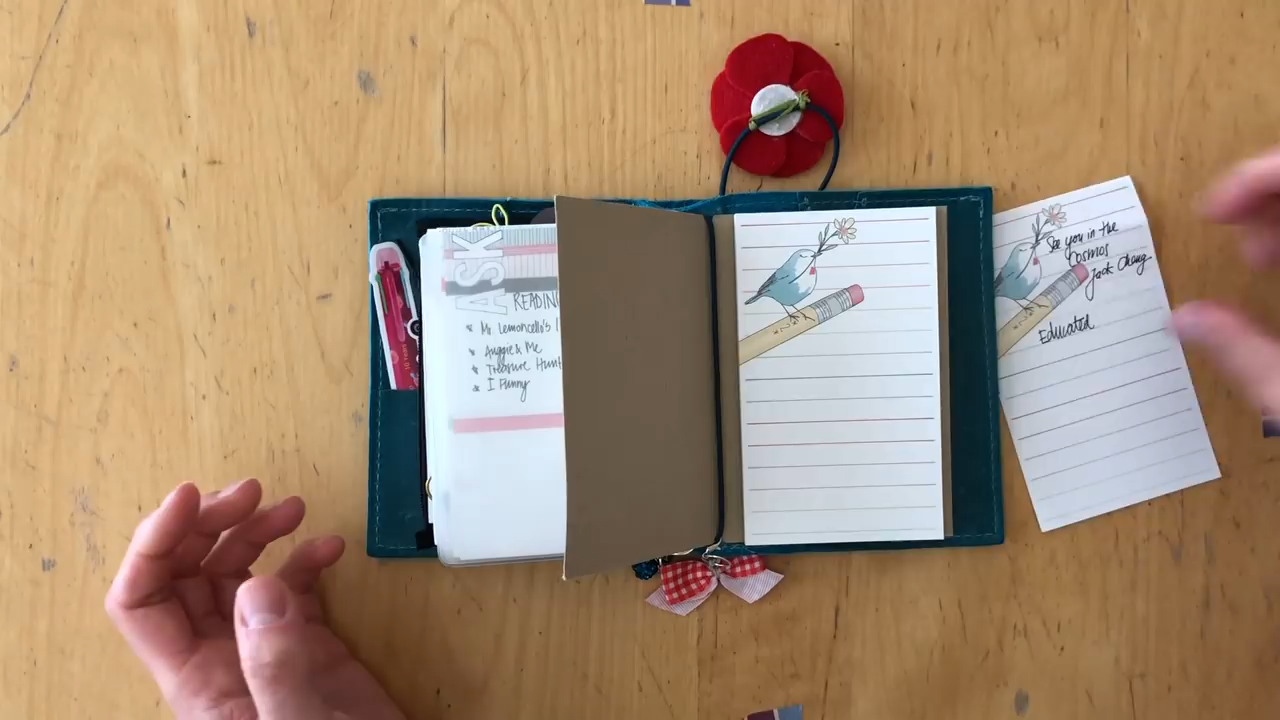 ASK
READING
* Mr. Lemoncello's
* Auggie & Me
* Treasure Hunt
* I Funny
See you in the
Cosmos
Jack Cheng
Educated